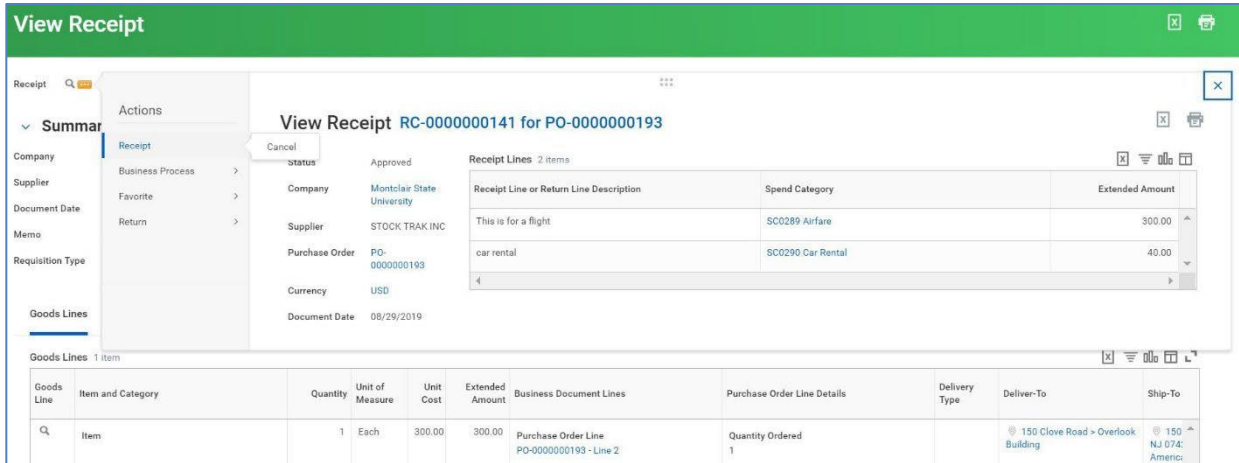 View Receipt
Receipt
Summar
Company
Supplier
Document Date
Memo
Requisition Type
Goods Lines
Actions
Receipt
Business Process
Favorite
Return
Cancel
View Receipt RC-0000000141 for PO-0000000193
Status Approved
Company Montclair State
University
Supplier STOCK TRAK INC
Purchase Order PO-
0000000193
Currency USD
Document Date 08/29/2019
Receipt Lines 2 items
Receipt Line or Return Line Description Spend Category Extended Amount
This is for a flight SC0289 Airfare 300.00
car rental SC0290 Car Rental 40.00
Goods Lines 1 item
Goods Line Item and Category Quantity Unit of Measure Unit Cost Extended Amount Business Document Lines Purchase Order Line Details Delivery Type Deliver-To Ship-To
Item 1 Each 300.00 300.00 Purchase Order Line Quantity Ordered 150 Clove Road > Overlook 150
PO-0000000193 - Line 2 1 Building NJ 074
America